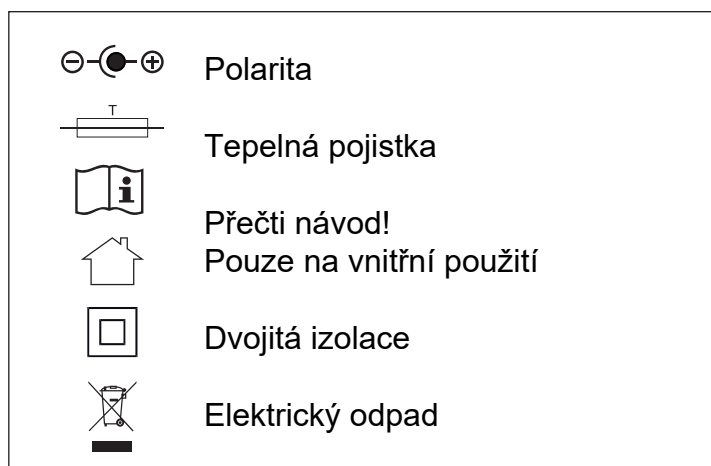 Polarita
T
Tepelná pojistka
Přečti návod!
Pouze na vnitřní použití
Dvojitá izolace
Elektrický odpad